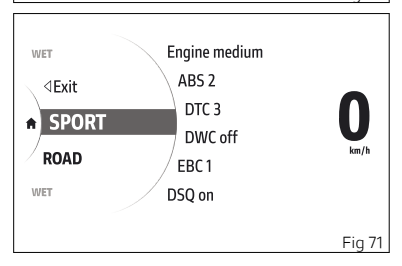 WET
◁Exit
SPORT
ROAD
WET
Engine medium
ABS 2
DTC 3
DWC off
EBC 1
DSQ on
0
km/h
Fig 71